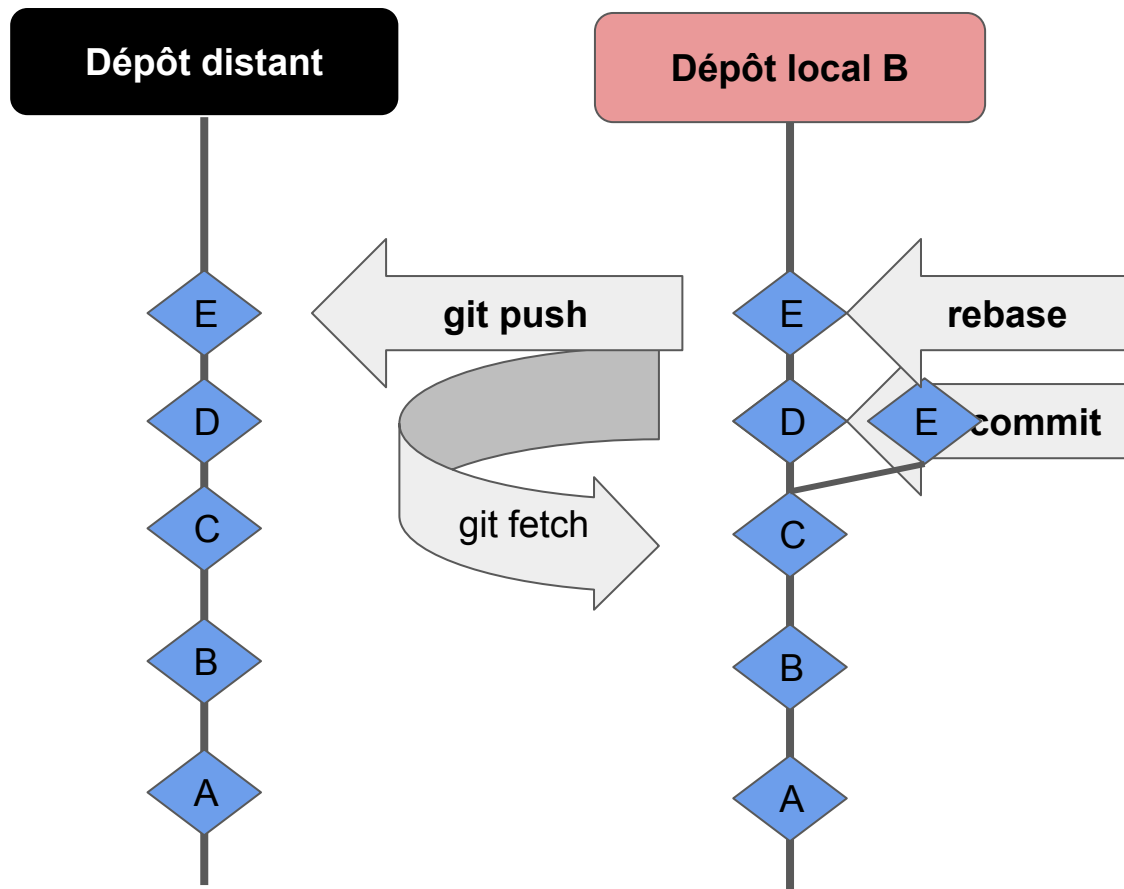 Dépôt distant
Dépôt local B
E
git push
E
rebase
D
D
E
commit
C
git fetch
C
B
B
A
A